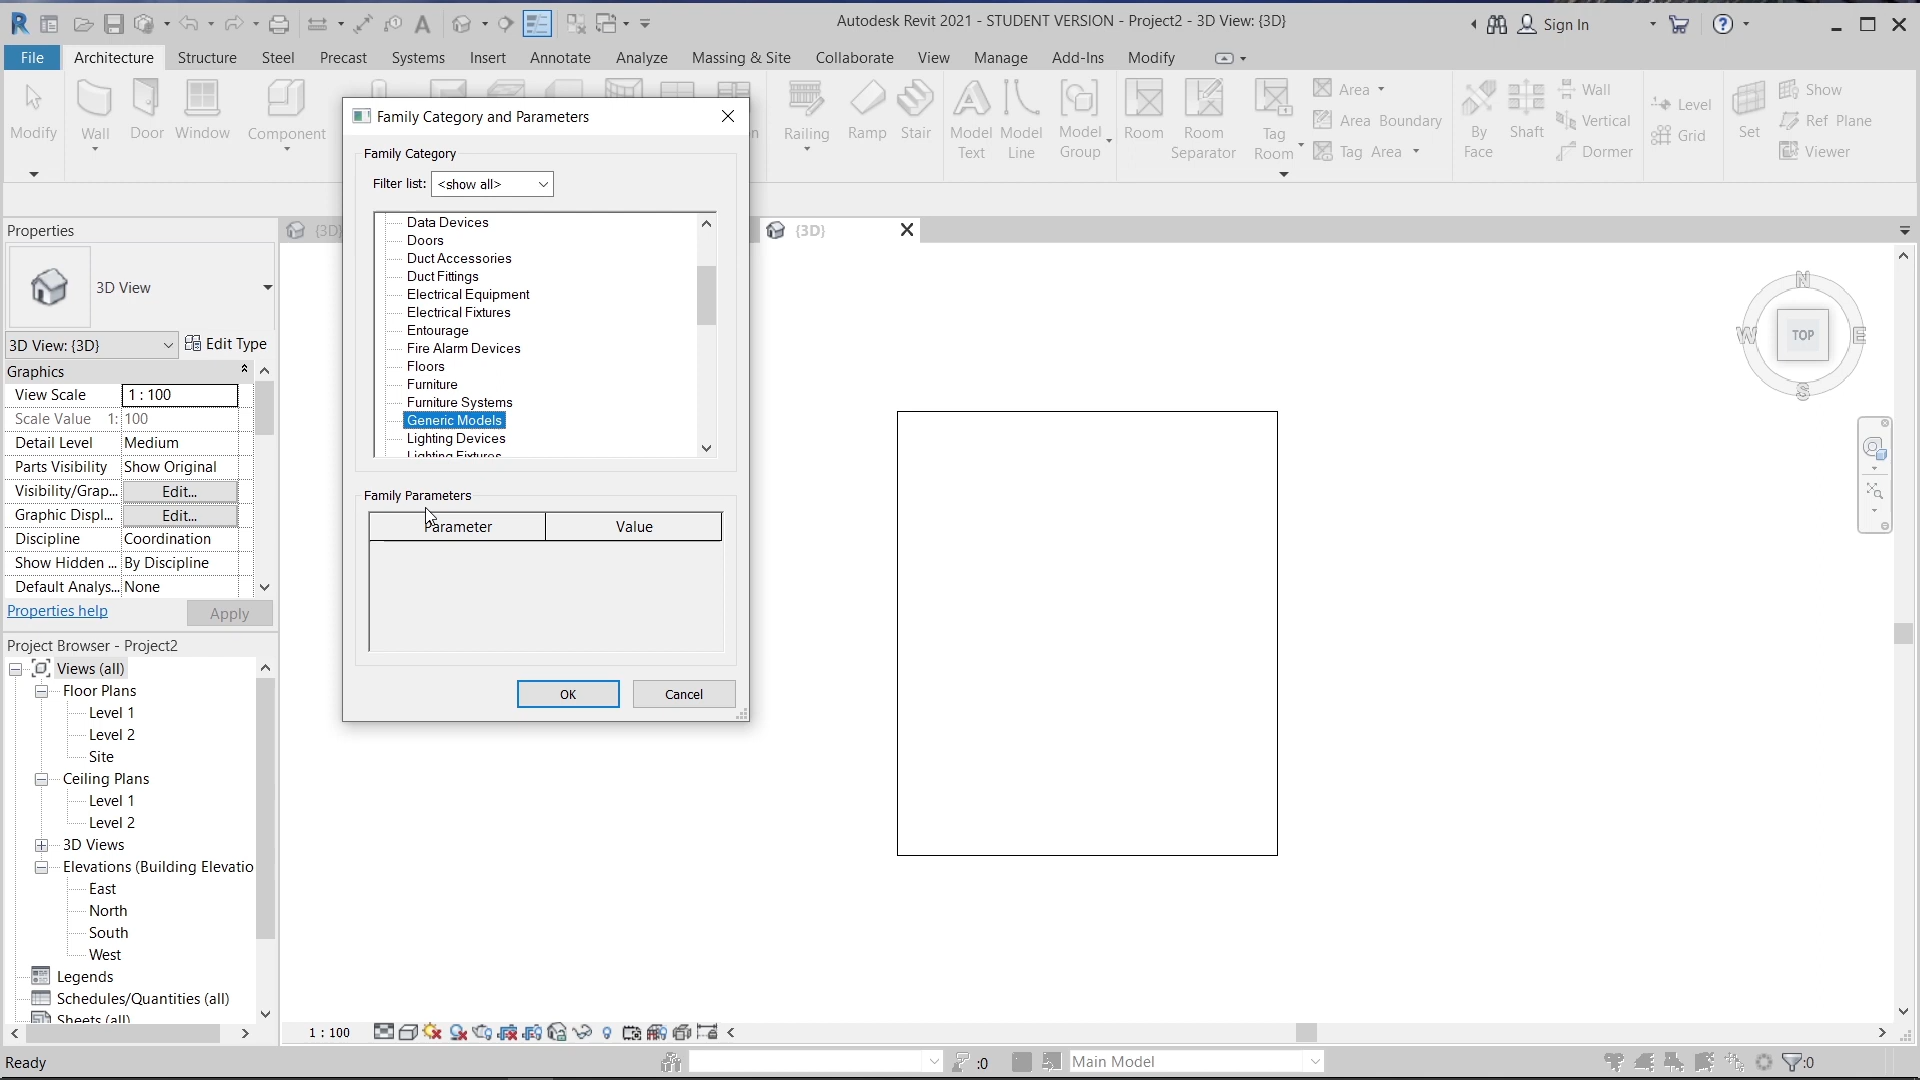 Autodesk Revit 2021 - STUDENT VERSION - Project2 - 3D View: {3D}
Sign In
File Architecture Structure Steel Precast Systems Insert Annotate Analyze Massing & Site Collaborate View Manage Add-Ins Modify
Modify
Wall
Door
Window
Component
Railing
Ramp
Stair
Model Text
Model Line
Model Group
Room
Room Separator
Tag Room
Area
Area Boundary
Tag Area
By Face
Shaft
Wall
Vertical
Dormer
Level
Grid
Set
Show
Ref Plane
Viewer
Family Category and Parameters
Family Category
Filter list: <show all>
Data Devices
Doors
Duct Accessories
Duct Fittings
Electrical Equipment
Electrical Fixtures
Entourage
Fire Alarm Devices
Floors
Furniture
Furniture Systems
Generic Models
Lighting Devices
Lighting Fixtures
Family Parameters
Parameter Value
OK Cancel
Properties
3D View
3D View: {3D} Edit Type
Graphics
View Scale 1 : 100
Scale Value 1: 100
Detail Level Medium
Parts Visibility Show Original
Visibility/Grap... Edit...
Graphic Displ... Edit...
Discipline Coordination
Show Hidden ... By Discipline
Default Analys... None
Properties help Apply
Project Browser - Project2
Views (all)
Floor Plans
Level 1
Level 2
Site
Ceiling Plans
Level 1
Level 2
3D Views
Elevations (Building Elevatio
East
North
South
West
Legends
Schedules/Quantities (all)
Sheets (all)
{3D
{3D}
N
W TOP E
S
1 : 100
Ready
:0
Main Model
:0